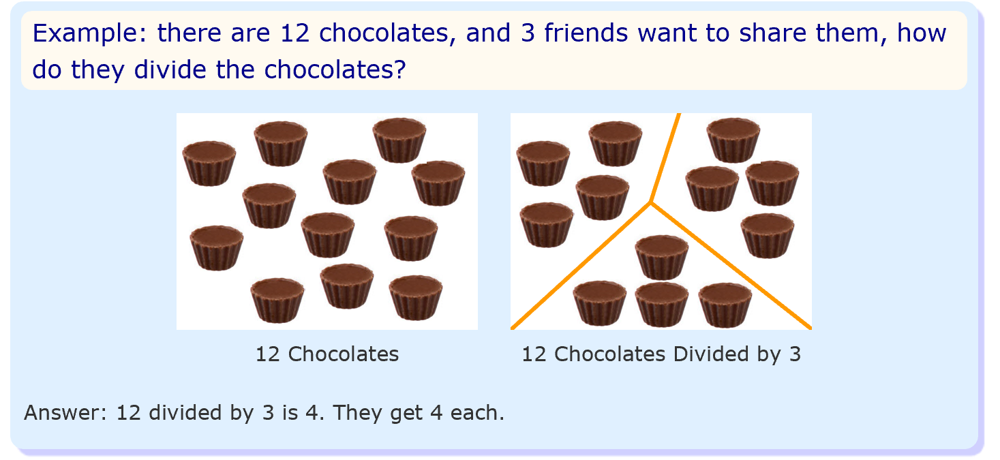 Example: there are 12 chocolates, and 3 friends want to share them, how
do they divide the chocolates?
12 Chocolates
12 Chocolates Divided by 3
Answer: 12 divided by 3 is 4. They get 4 each.